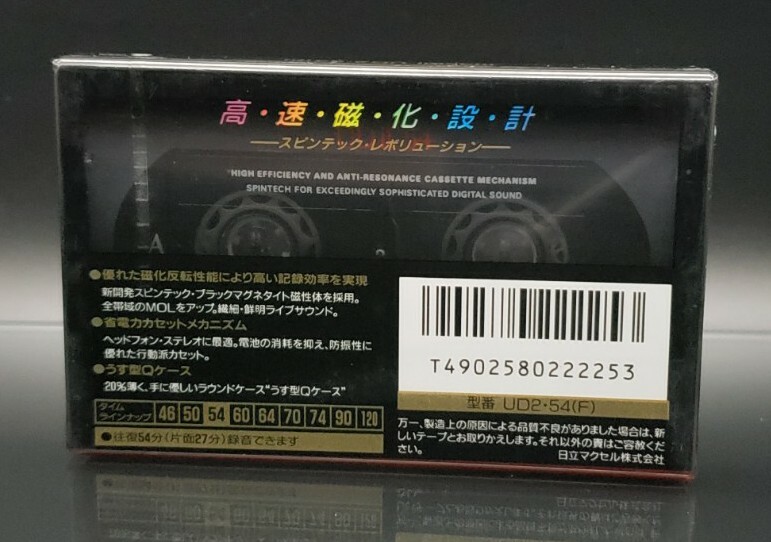 高・速・磁・化・設・計
スピンテック・レボリューション
HIGH EFFICIENCY AND ANTI-RESONANCE CASSETTE MECHANISM
SPINTECH FOR EXCEEDINGLY SOPHISTICATED DIGITAL SOUND
A
●優れた磁化反転性能により高い記録効率を実現
新開発スピンテック・ブラックマグネタイト磁性体を採用。
全帯域のMOLをアップ。繊細・鮮明ライブサウンド。
●省電力カセットメカニズム
ヘッドフォン・ステレオに最適。電池の消耗を抑え、防振性に
優れた行動派カセット。
●うす型Qケース
20%薄く、手に優しいラウンドケース“うす型Qケース”
タイム
ラインナップ 46 50 54 60 64 70 74 90 120
●往復54分(片面27分)録音できます
T4902580222253
型番 UD2・54(F)
万一、製造上の原因による品質不良がありました場合は、新
しいテープとお取りかえします。それ以外の責はご容赦くだ
さい。
日立マクセル株式会社